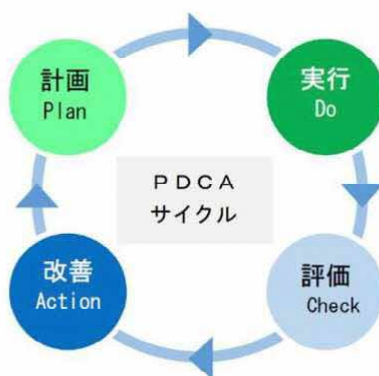 計画
Plan
実行
Do
PDCA
サイクル
改善
Action
評価
Check